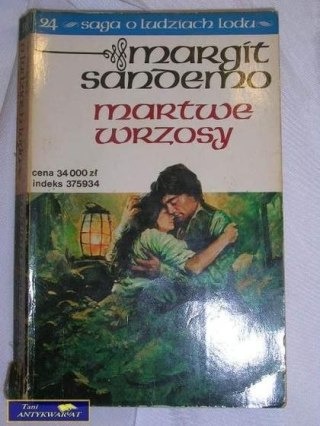 24 saga o ludziach lodu
margit
sandemo
martwe
wrzosy
cena 34 000 zł
indeks 375934
Tani
ANTYKWARIAT